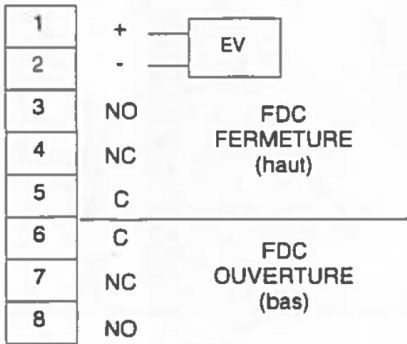 1 +
EV
2 -
3 NO FDC
FERMETURE
4 NC
(haut)
5 C
6 C
FDC
7 NC OUVERTURE
(bas)
8 NO